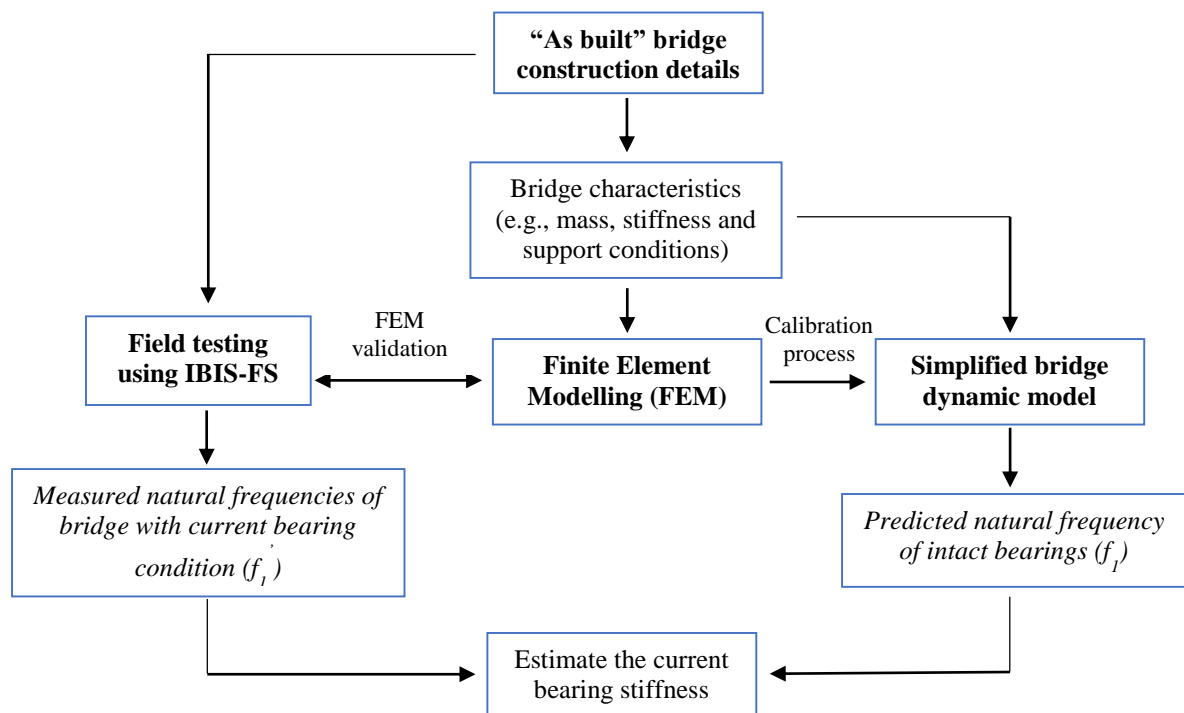 “As built” bridge
construction details
Bridge characteristics
(e.g., mass, stiffness and
support conditions)
Field testing
using IBIS-FS
FEM
validation
Finite Element
Modelling (FEM)
Calibration
process
Simplified bridge
dynamic model
Measured natural frequencies of
bridge with current bearing
condition (f₁’)
Predicted natural frequency
of intact bearings (f₁)
Estimate the current
bearing stiffness